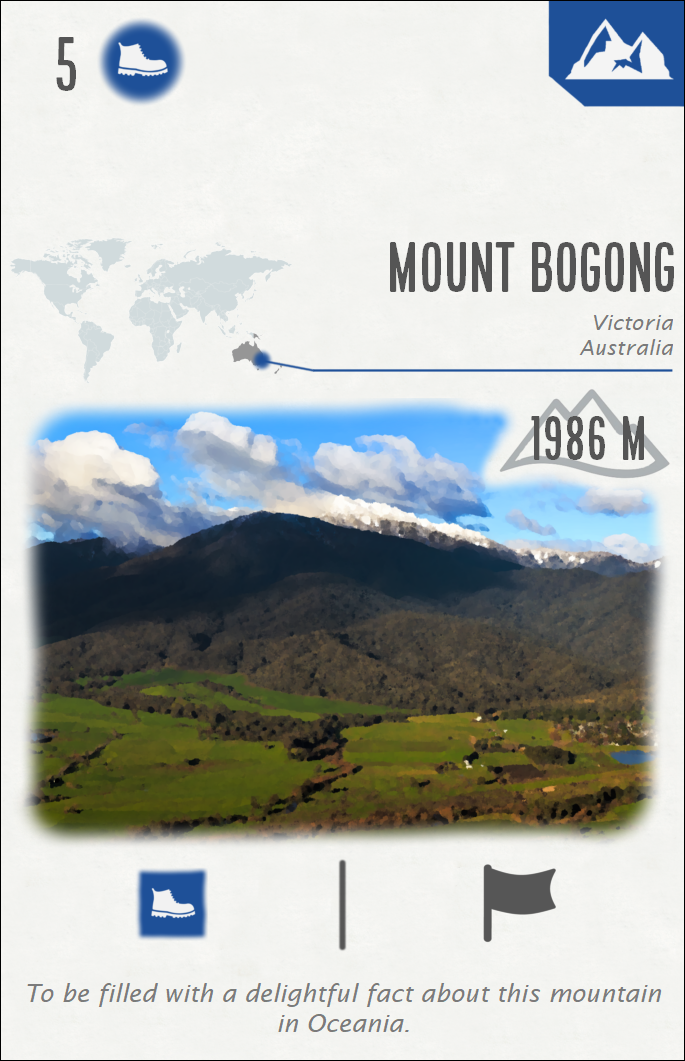 5
MOUNT BOGONG
Victoria
Australia
1986 M
To be filled with a delightful fact about this mountain
in Oceania.